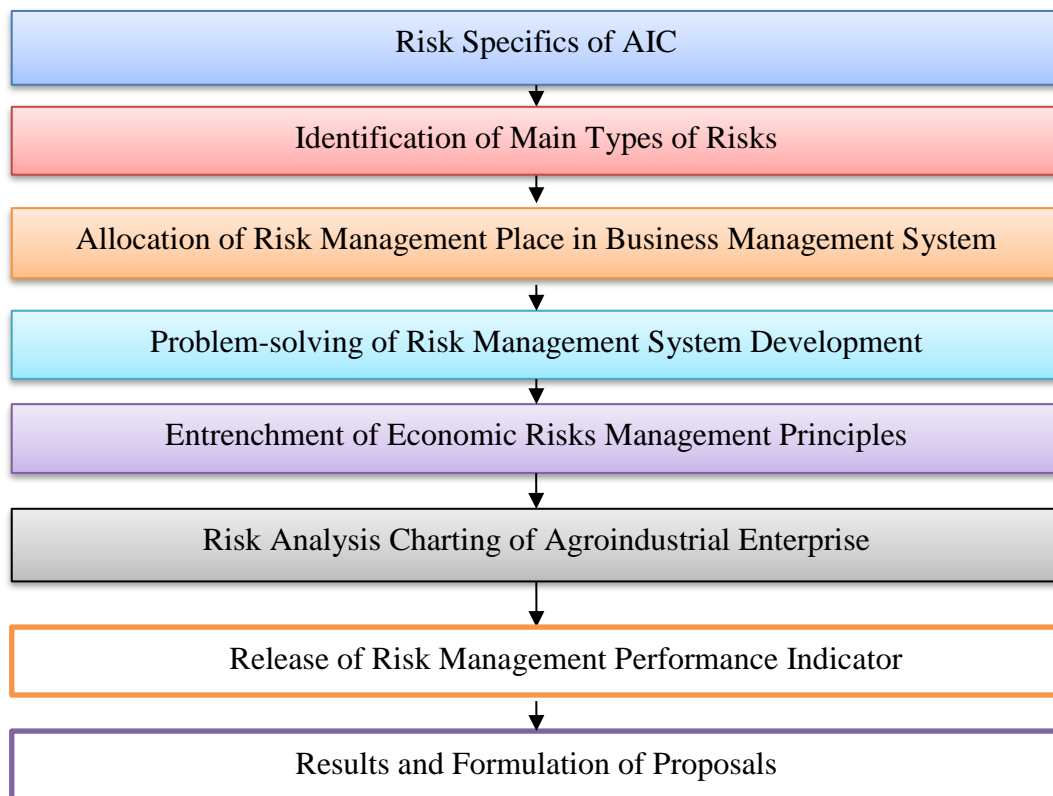 Risk Specifics of AIC
Identification of Main Types of Risks
Allocation of Risk Management Place in Business Management System
Problem-solving of Risk Management System Development
Entrenchment of Economic Risks Management Principles
Risk Analysis Charting of Agroindustrial Enterprise
Release of Risk Management Performance Indicator
Results and Formulation of Proposals